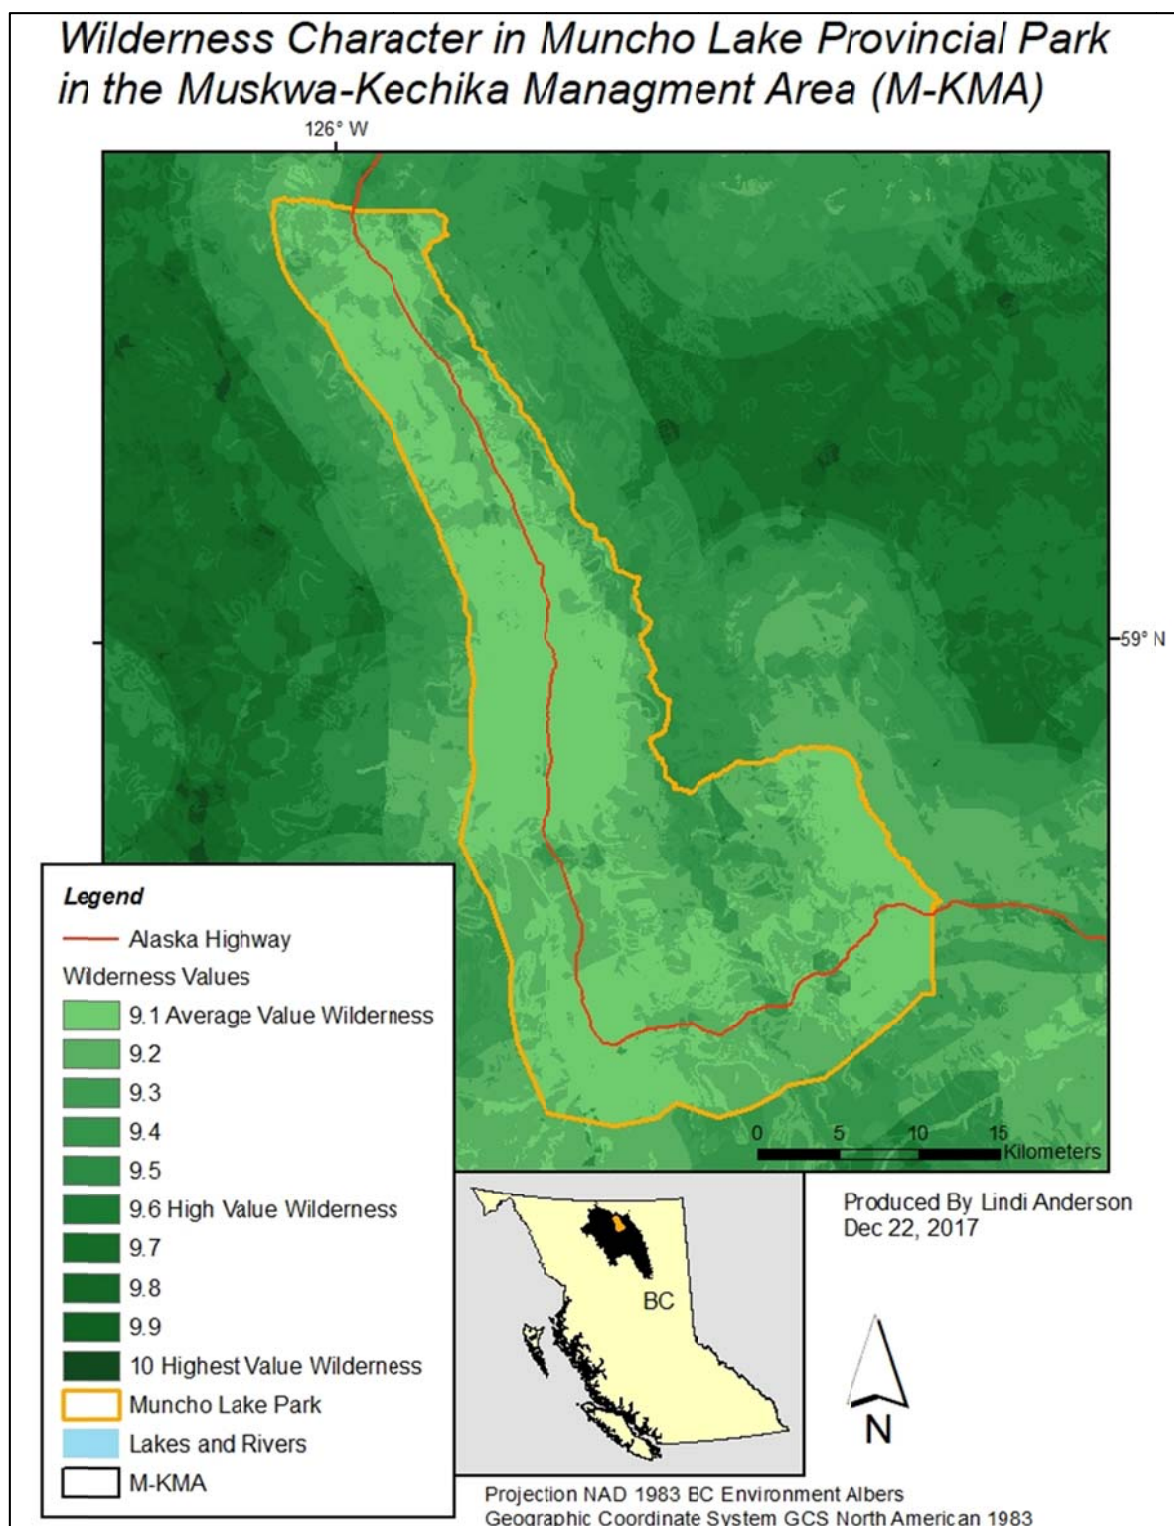 Wilderness Character in Muncho Lake Provincial Park
in the Muskwa-Kechika Managment Area (M-KMA)
126° W
59° N
Legend
Alaska Highway
Wilderness Values
9.1 Average Value Wilderness
9.2
9.3
9.4
9.5
9.6 High Value Wilderness
9.7
9.8
9.9
10 Highest Value Wilderness
Muncho Lake Park
Lakes and Rivers
M-KMA
0 5 10 15
Kilometers
BC
Produced By Lindi Anderson
Dec 22, 2017
N
Projection NAD 1983 BC Environment Albers
Geographic Coordinate System GCS North American 1983